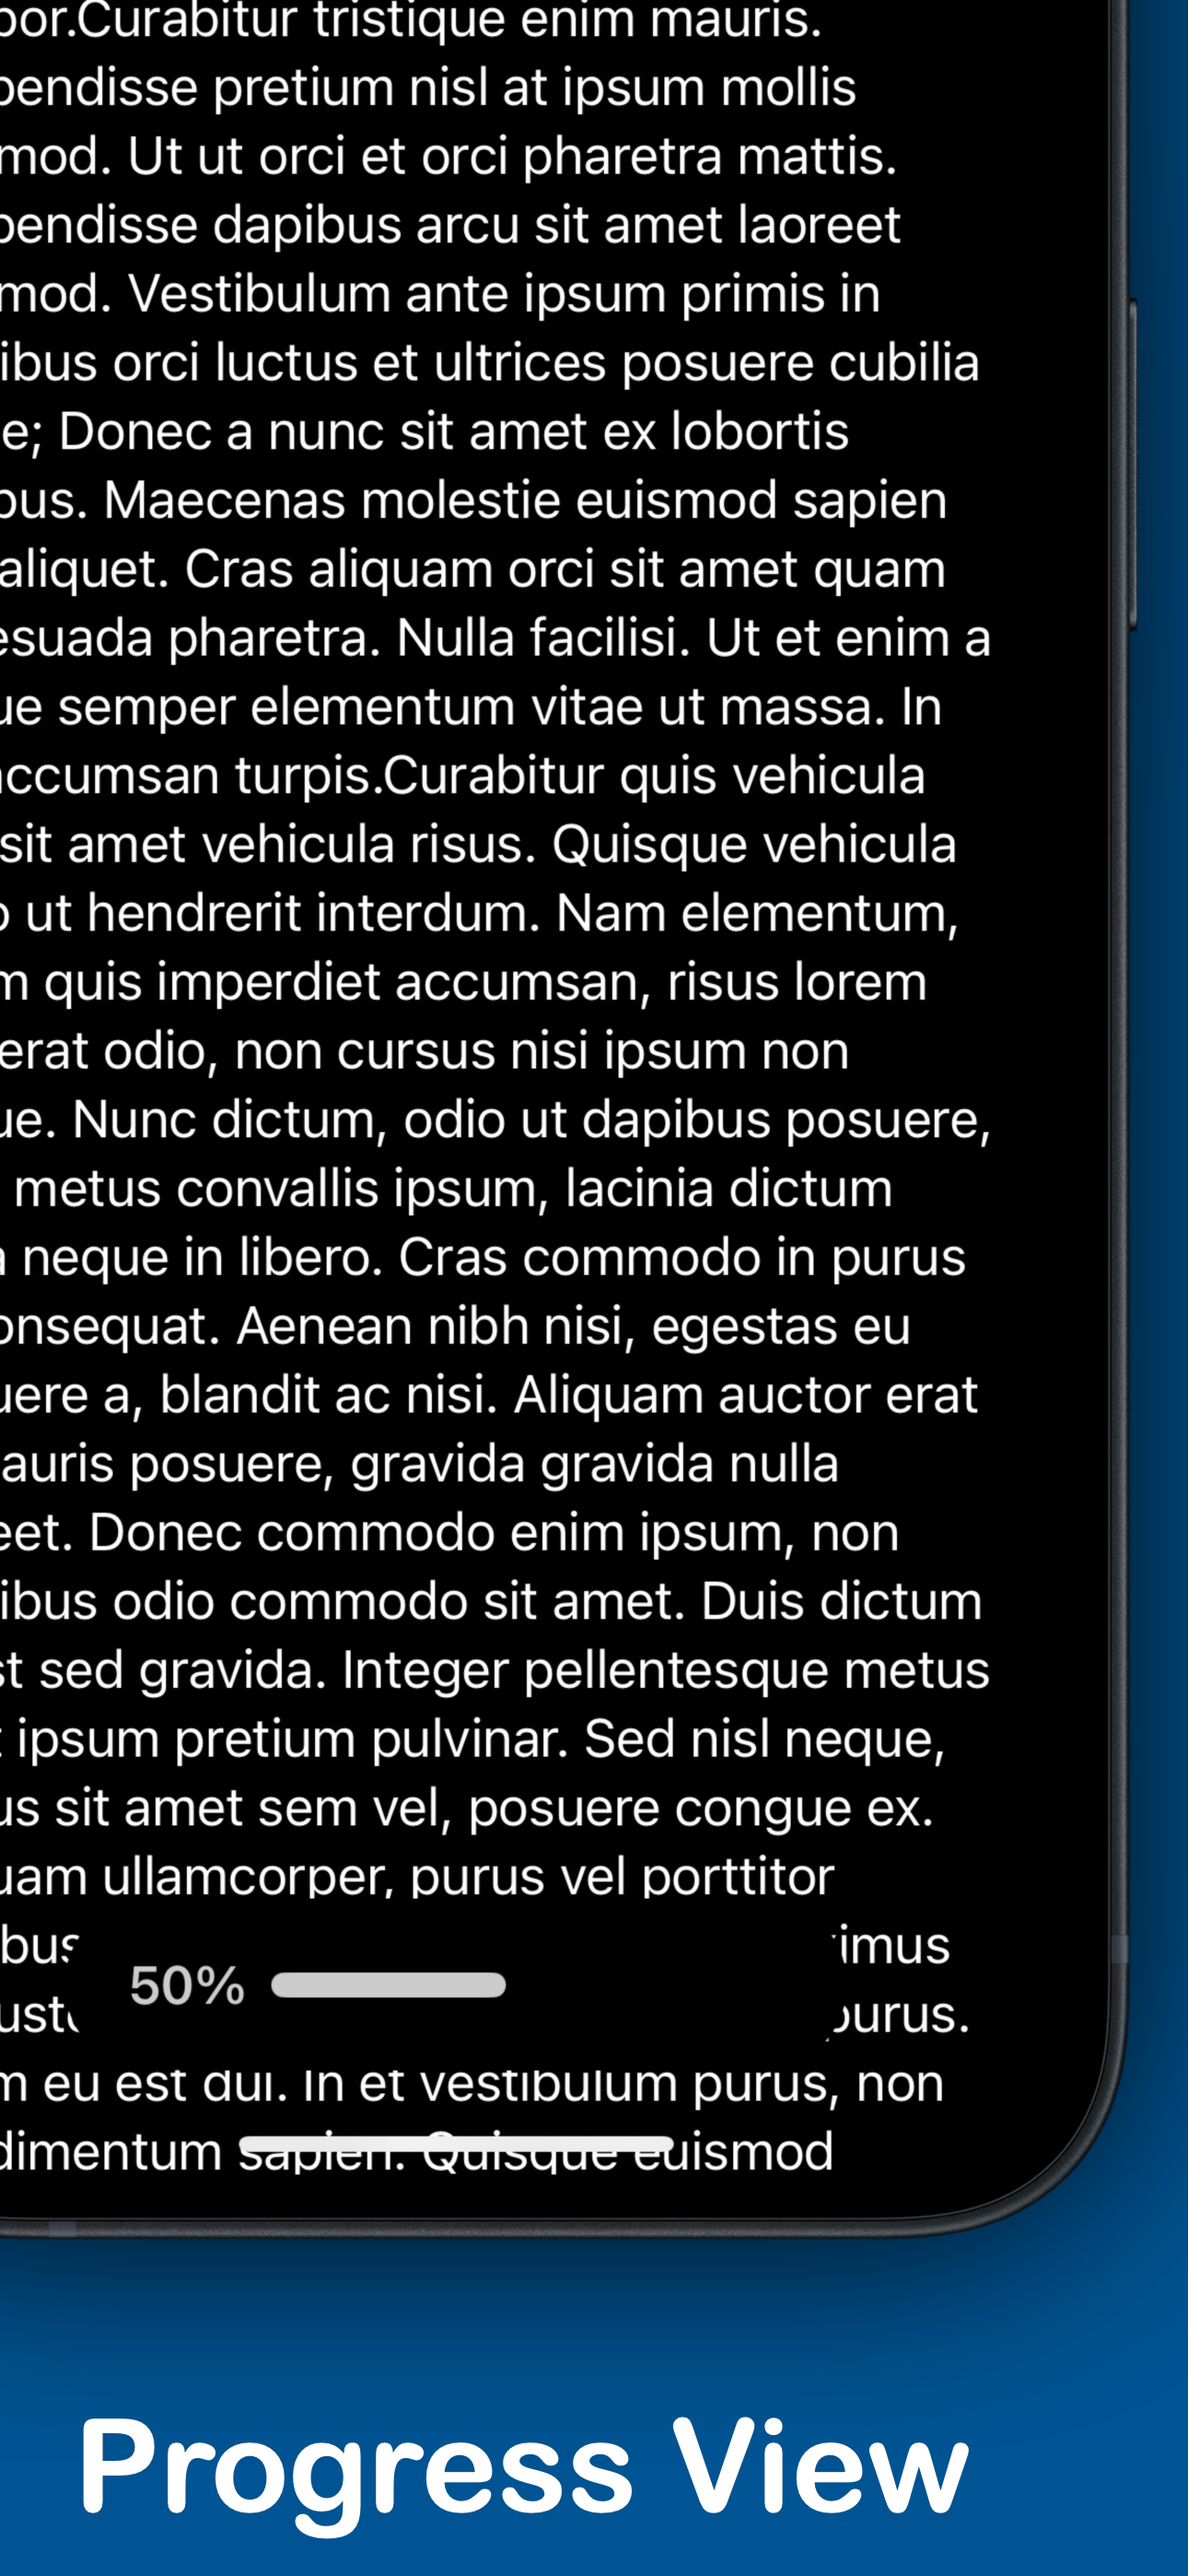 por.Curabitur tristique enim mauris.
pendisse pretium nisl at ipsum mollis
mod. Ut ut orci et orci pharetra mattis.
pendisse dapibus arcu sit amet laoreet
mod. Vestibulum ante ipsum primis in
ibus orci luctus et ultrices posuere cubilia
e; Donec a nunc sit amet ex lobortis
bus. Maecenas molestie euismod sapien
aliquet. Cras aliquam orci sit amet quam
esuada pharetra. Nulla facilisi. Ut et enim a
ue semper elementum vitae ut massa. In
accumsan turpis.Curabitur quis vehicula
sit amet vehicula risus. Quisque vehicula
o ut hendrerit interdum. Nam elementum,
m quis imperdiet accumsan, risus lorem
erat odio, non cursus nisi ipsum non
ue. Nunc dictum, odio ut dapibus posuere,
metus convallis ipsum, lacinia dictum
a neque in libero. Cras commodo in purus
onsequat. Aenean nibh nisi, egestas eu
uere a, blandit ac nisi. Aliquam auctor erat
auris posuere, gravida gravida nulla
eet. Donec commodo enim ipsum, non
ibus odio commodo sit amet. Duis dictum
st sed gravida. Integer pellentesque metus
t ipsum pretium pulvinar. Sed nisl neque,
us sit amet sem vel, posuere congue ex.
uam ullamcorper, purus vel porttitor
bus imus
50%
usto purus.
m eu est dui. In et vestibulum purus, non
dimentum sapien. Quisque euismod
Progress View